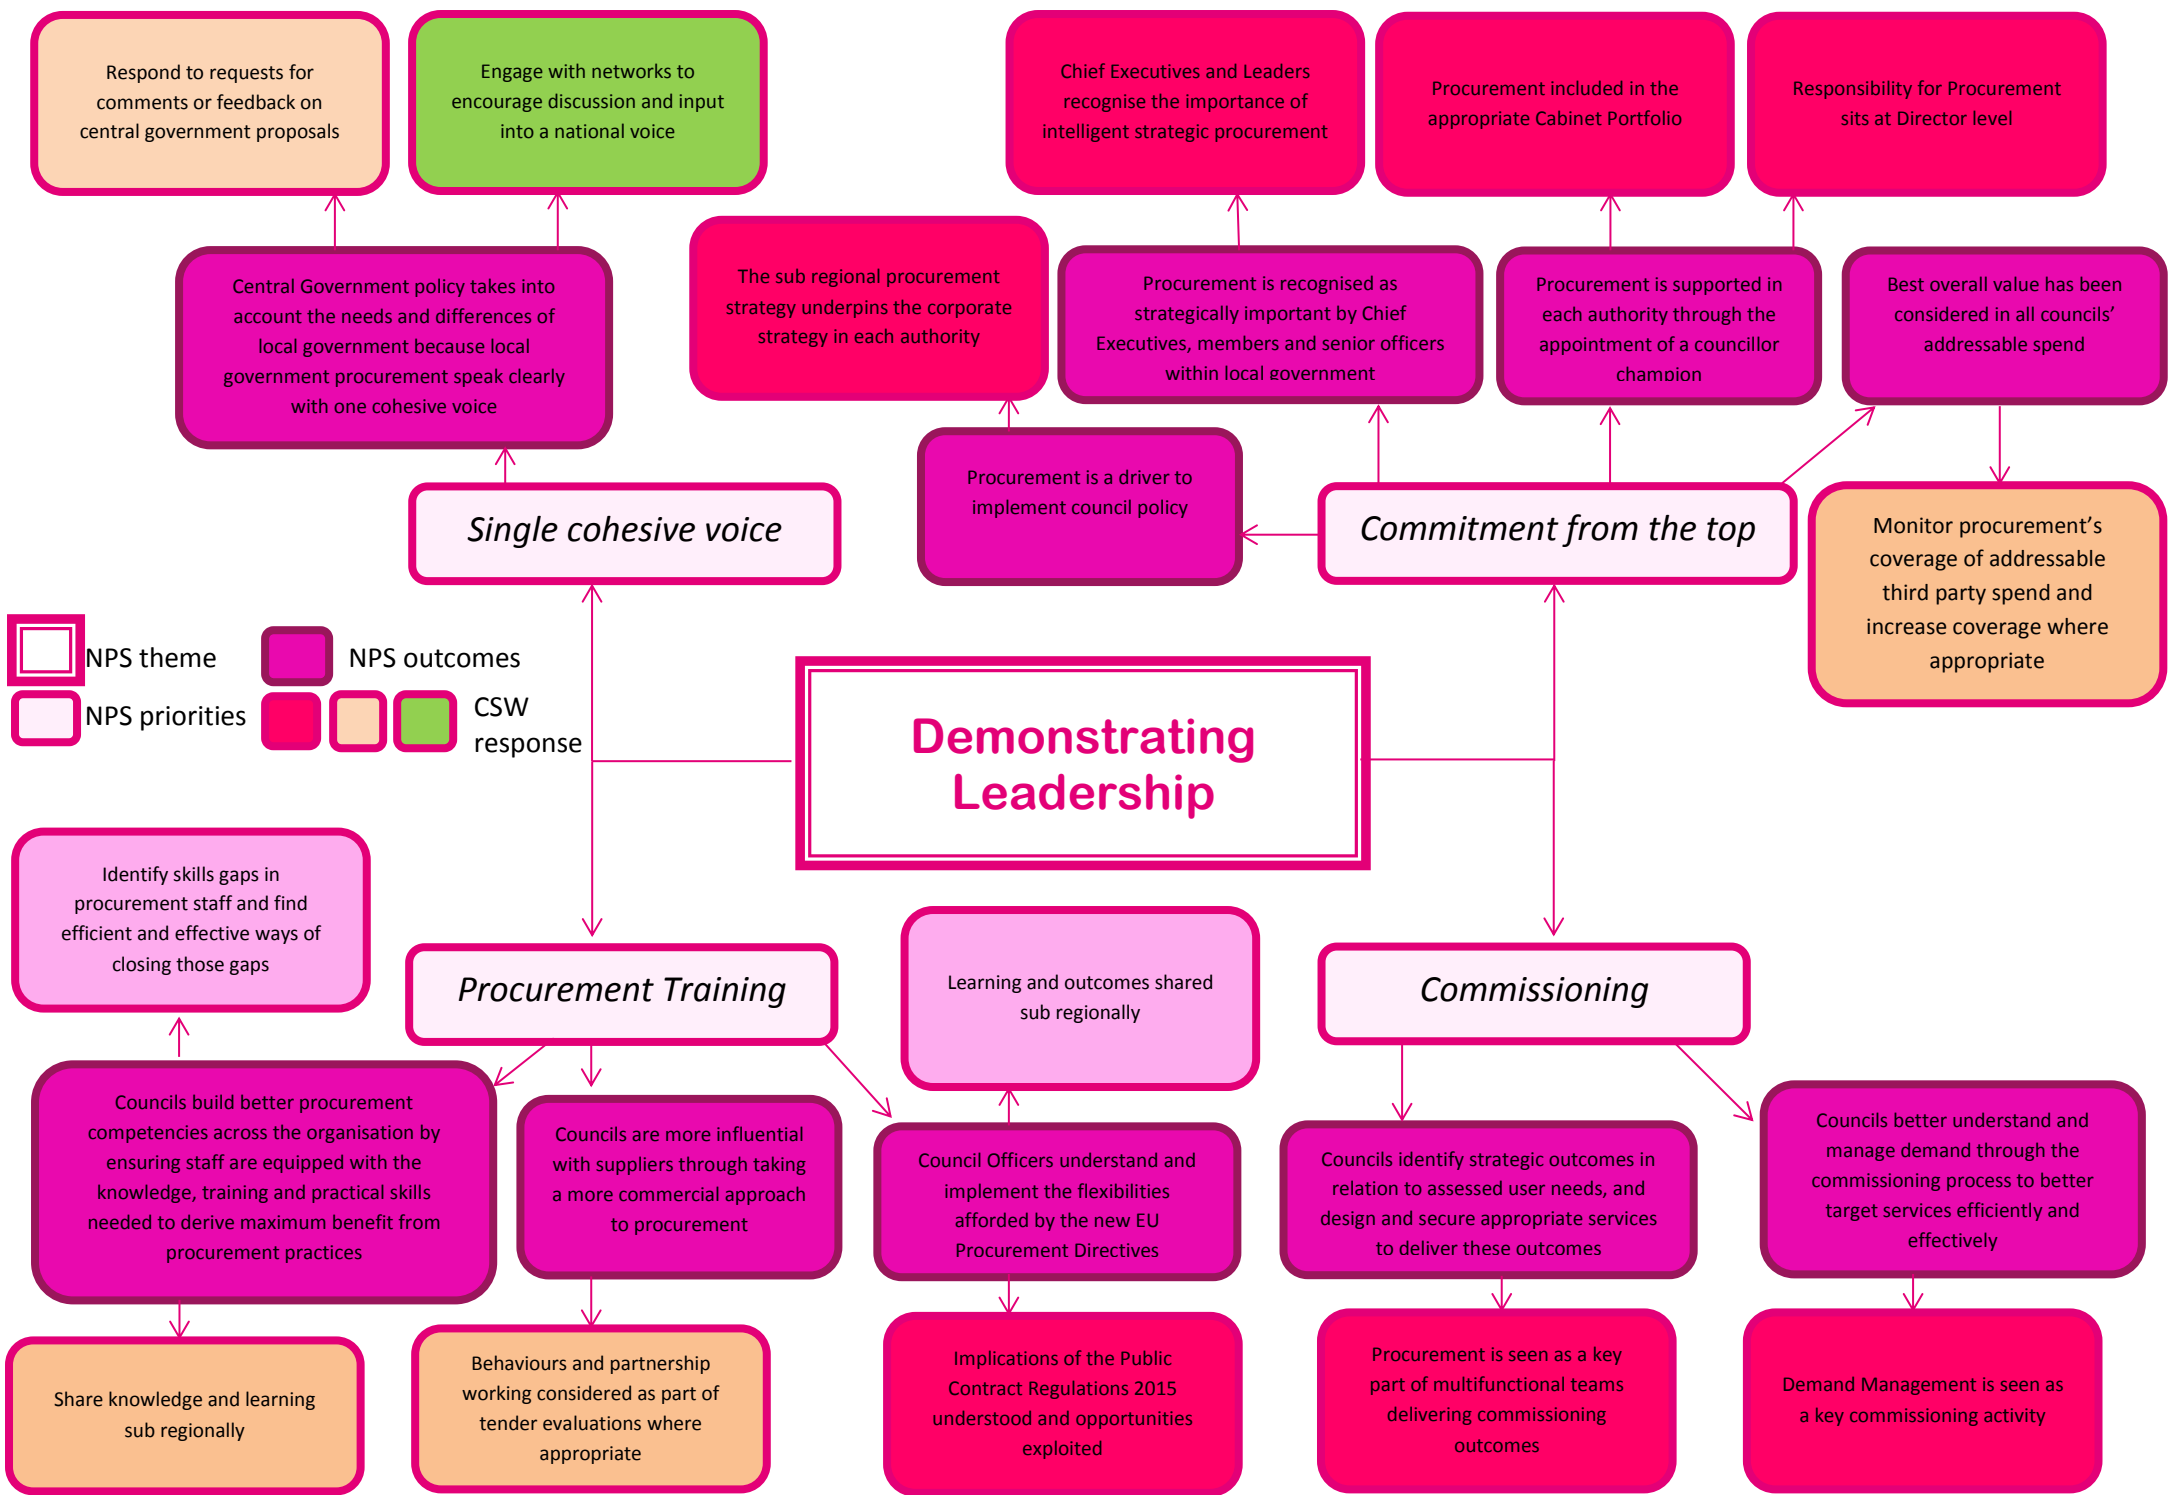 Respond to requests for
comments or feedback on
central government proposals
Engage with networks to
encourage discussion and input
into a national voice
Chief Executives and Leaders
recognise the importance of
intelligent strategic procurement
Procurement included in the
appropriate Cabinet Portfolio
Responsibility for Procurement
sits at Director level
Central Government policy takes into
account the needs and differences of
local government because local
government procurement speak clearly
with one cohesive voice
The sub regional procurement
strategy underpins the corporate
strategy in each authority
Procurement is recognised as
strategically important by Chief
Executives, members and senior officers
within local government
Procurement is supported in
each authority through the
appointment of a councillor
champion
Best overall value has been
considered in all councils'
addressable spend
Procurement is a driver to
implement council policy
Single cohesive voice
Commitment from the top
Monitor procurement's
coverage of addressable
third party spend and
increase coverage where
appropriate
NPS theme
NPS outcomes
NPS priorities
CSW
response
Demonstrating
Leadership
Identify skills gaps in
procurement staff and find
efficient and effective ways of
closing those gaps
Procurement Training
Learning and outcomes shared
sub regionally
Commissioning
Councils build better procurement
competencies across the organisation by
ensuring staff are equipped with the
knowledge, training and practical skills
needed to derive maximum benefit from
procurement practices
Councils are more influential
with suppliers through taking
a more commercial approach
to procurement
Council Officers understand and
implement the flexibilities
afforded by the new EU
Procurement Directives
Councils identify strategic outcomes in
relation to assessed user needs, and
design and secure appropriate services
to deliver these outcomes
Councils better understand and
manage demand through the
commissioning process to better
target services efficiently and
effectively
Share knowledge and learning
sub regionally
Behaviours and partnership
working considered as part of
tender evaluations where
appropriate
Implications of the Public
Contract Regulations 2015
understood and opportunities
exploited
Procurement is seen as a key
part of multifunctional teams
delivering commissioning
outcomes
Demand Management is seen as
a key commissioning activity